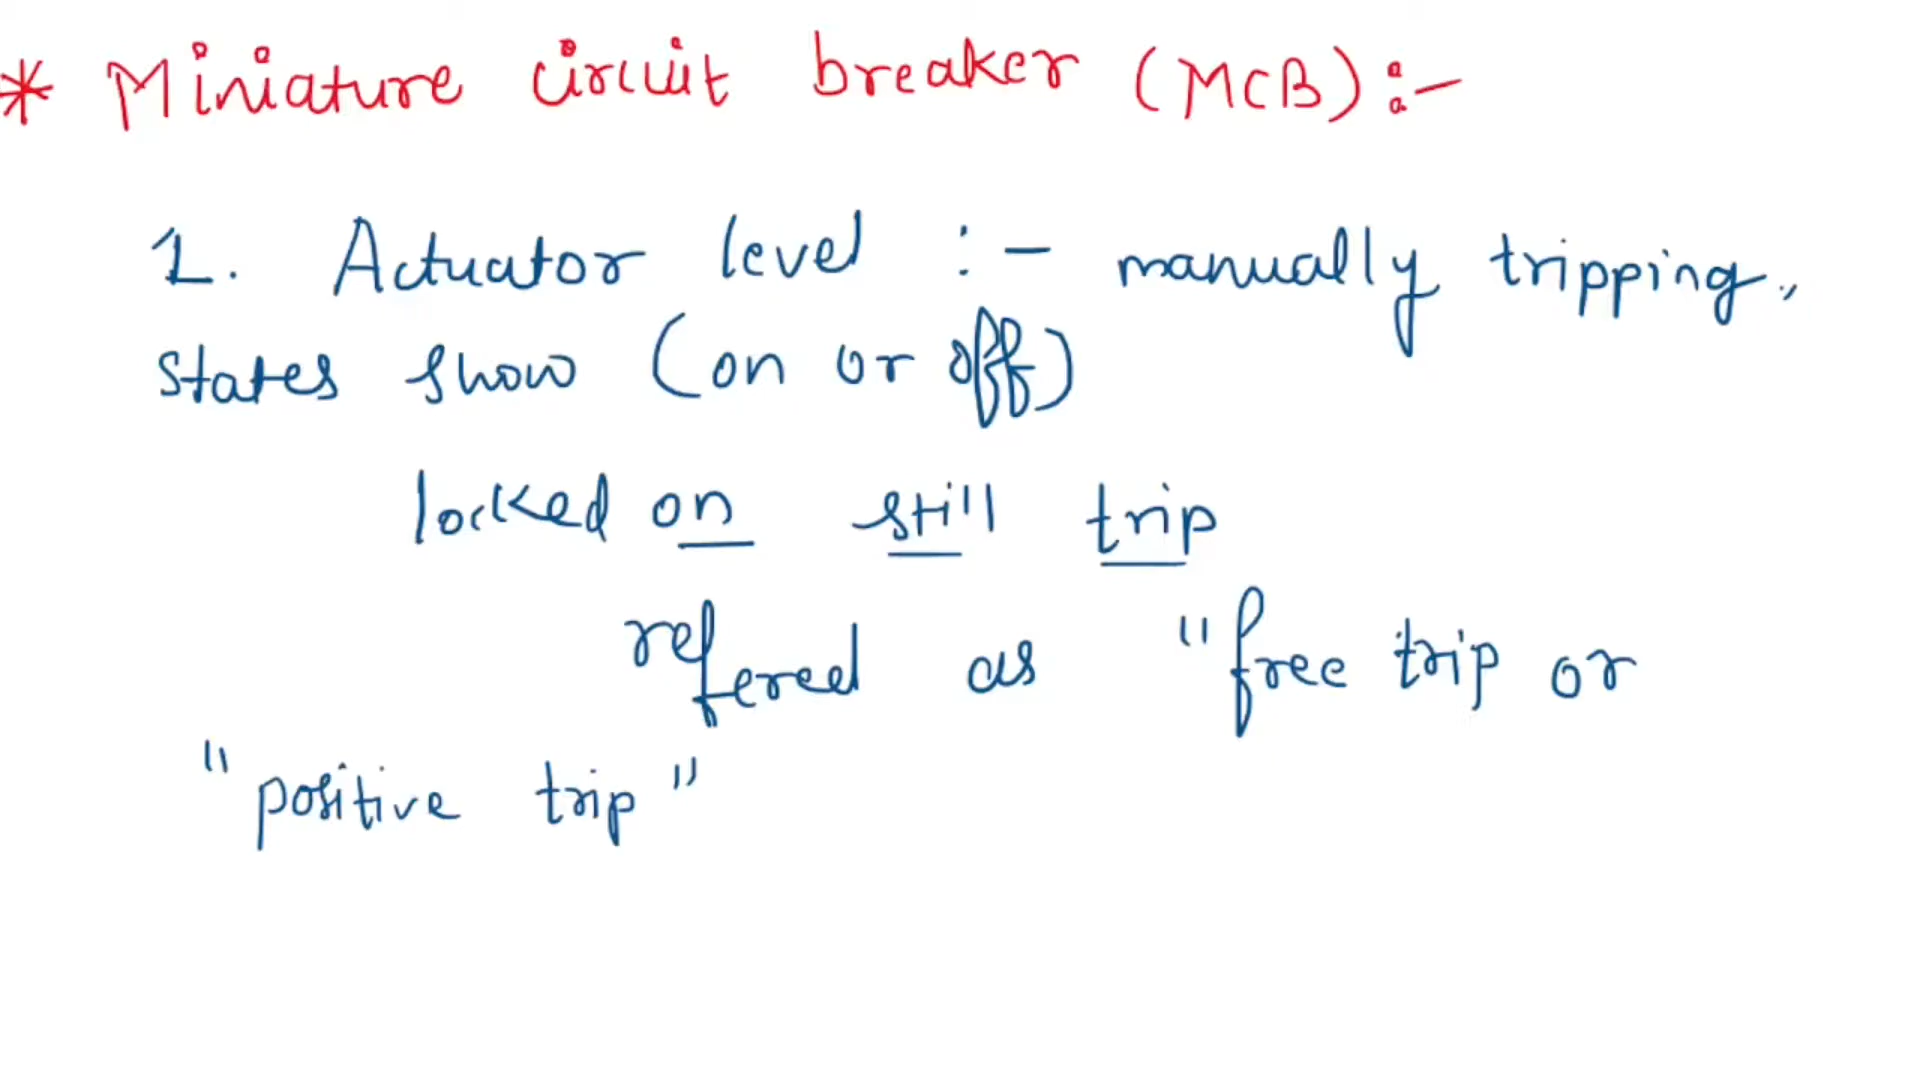 * Miniature circuit breaker (MCB):-
1. Actuator level :- manually tripping,
states show (on or off)
locked on still trip
refered as "free trip or
"positive trip"